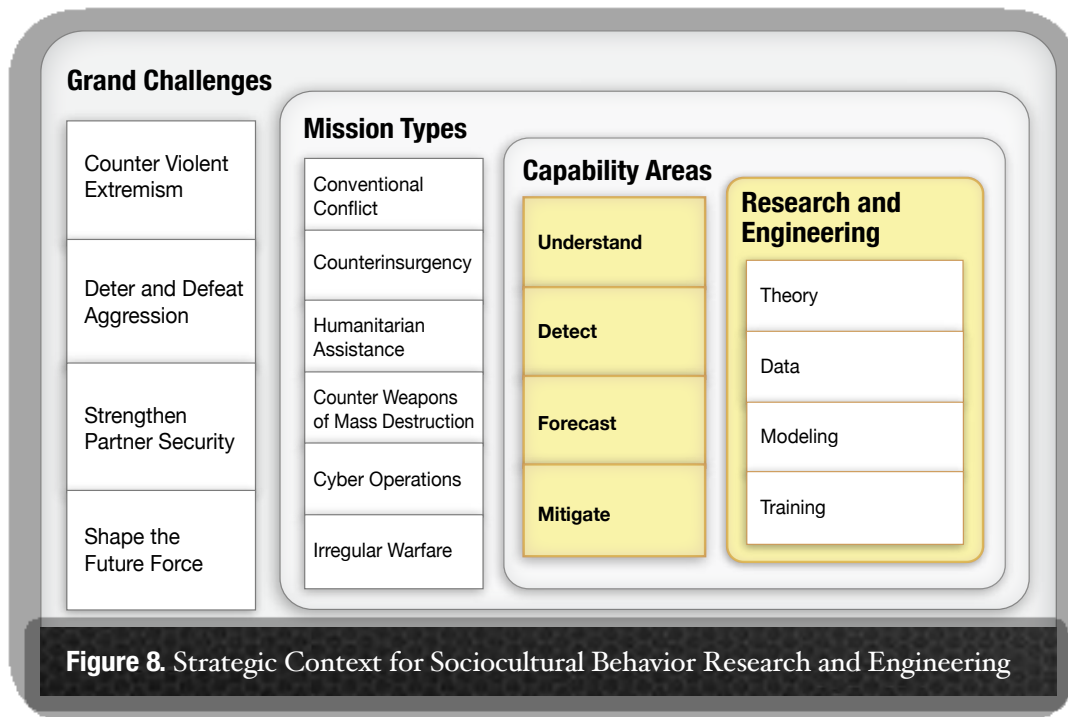 Grand Challenges
Counter Violent
Extremism
Deter and Defeat
Aggression
Strengthen
Partner Security
Shape the
Future Force
Mission Types
Conventional
Conflict
Counterinsurgency
Humanitarian
Assistance
Counter Weapons
of Mass Destruction
Cyber Operations
Irregular Warfare
Capability Areas
Understand
Detect
Forecast
Mitigate
Research and
Engineering
Theory
Data
Modeling
Training
Figure 8. Strategic Context for Sociocultural Behavior Research and Engineering